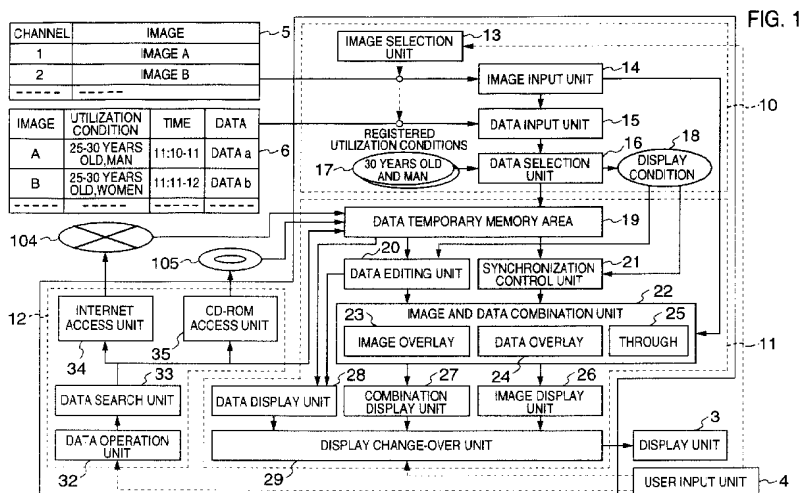 FIG. 1
CHANNEL IMAGE
1 IMAGE A
2 IMAGE B
5
IMAGE UTILIZATION CONDITION TIME DATA
A 25-30 YEARS OLD,MAN 11:10-11 DATA a
B 25-30 YEARS OLD,WOMEN 11:11-12 DATA b
6
IMAGE SELECTION UNIT
13
IMAGE INPUT UNIT
14
DATA INPUT UNIT
15
10
REGISTERED UTILIZATION CONDITIONS
17
30 YEARS OLD AND MAN
DATA SELECTION UNIT
16
DISPLAY CONDITION
18
DATA TEMPORARY MEMORY AREA
19
104
105
20
DATA EDITING UNIT
SYNCHRONIZATION CONTROL UNIT
21
22
IMAGE AND DATA COMBINATION UNIT
23
IMAGE OVERLAY
DATA OVERLAY
24
THROUGH
25
11
12
INTERNET ACCESS UNIT
34
CD-ROM ACCESS UNIT
35
33
DATA SEARCH UNIT
DATA OPERATION UNIT
32
28
DATA DISPLAY UNIT
27
COMBINATION DISPLAY UNIT
26
IMAGE DISPLAY UNIT
DISPLAY CHANGE-OVER UNIT
29
3
DISPLAY UNIT
USER INPUT UNIT
4